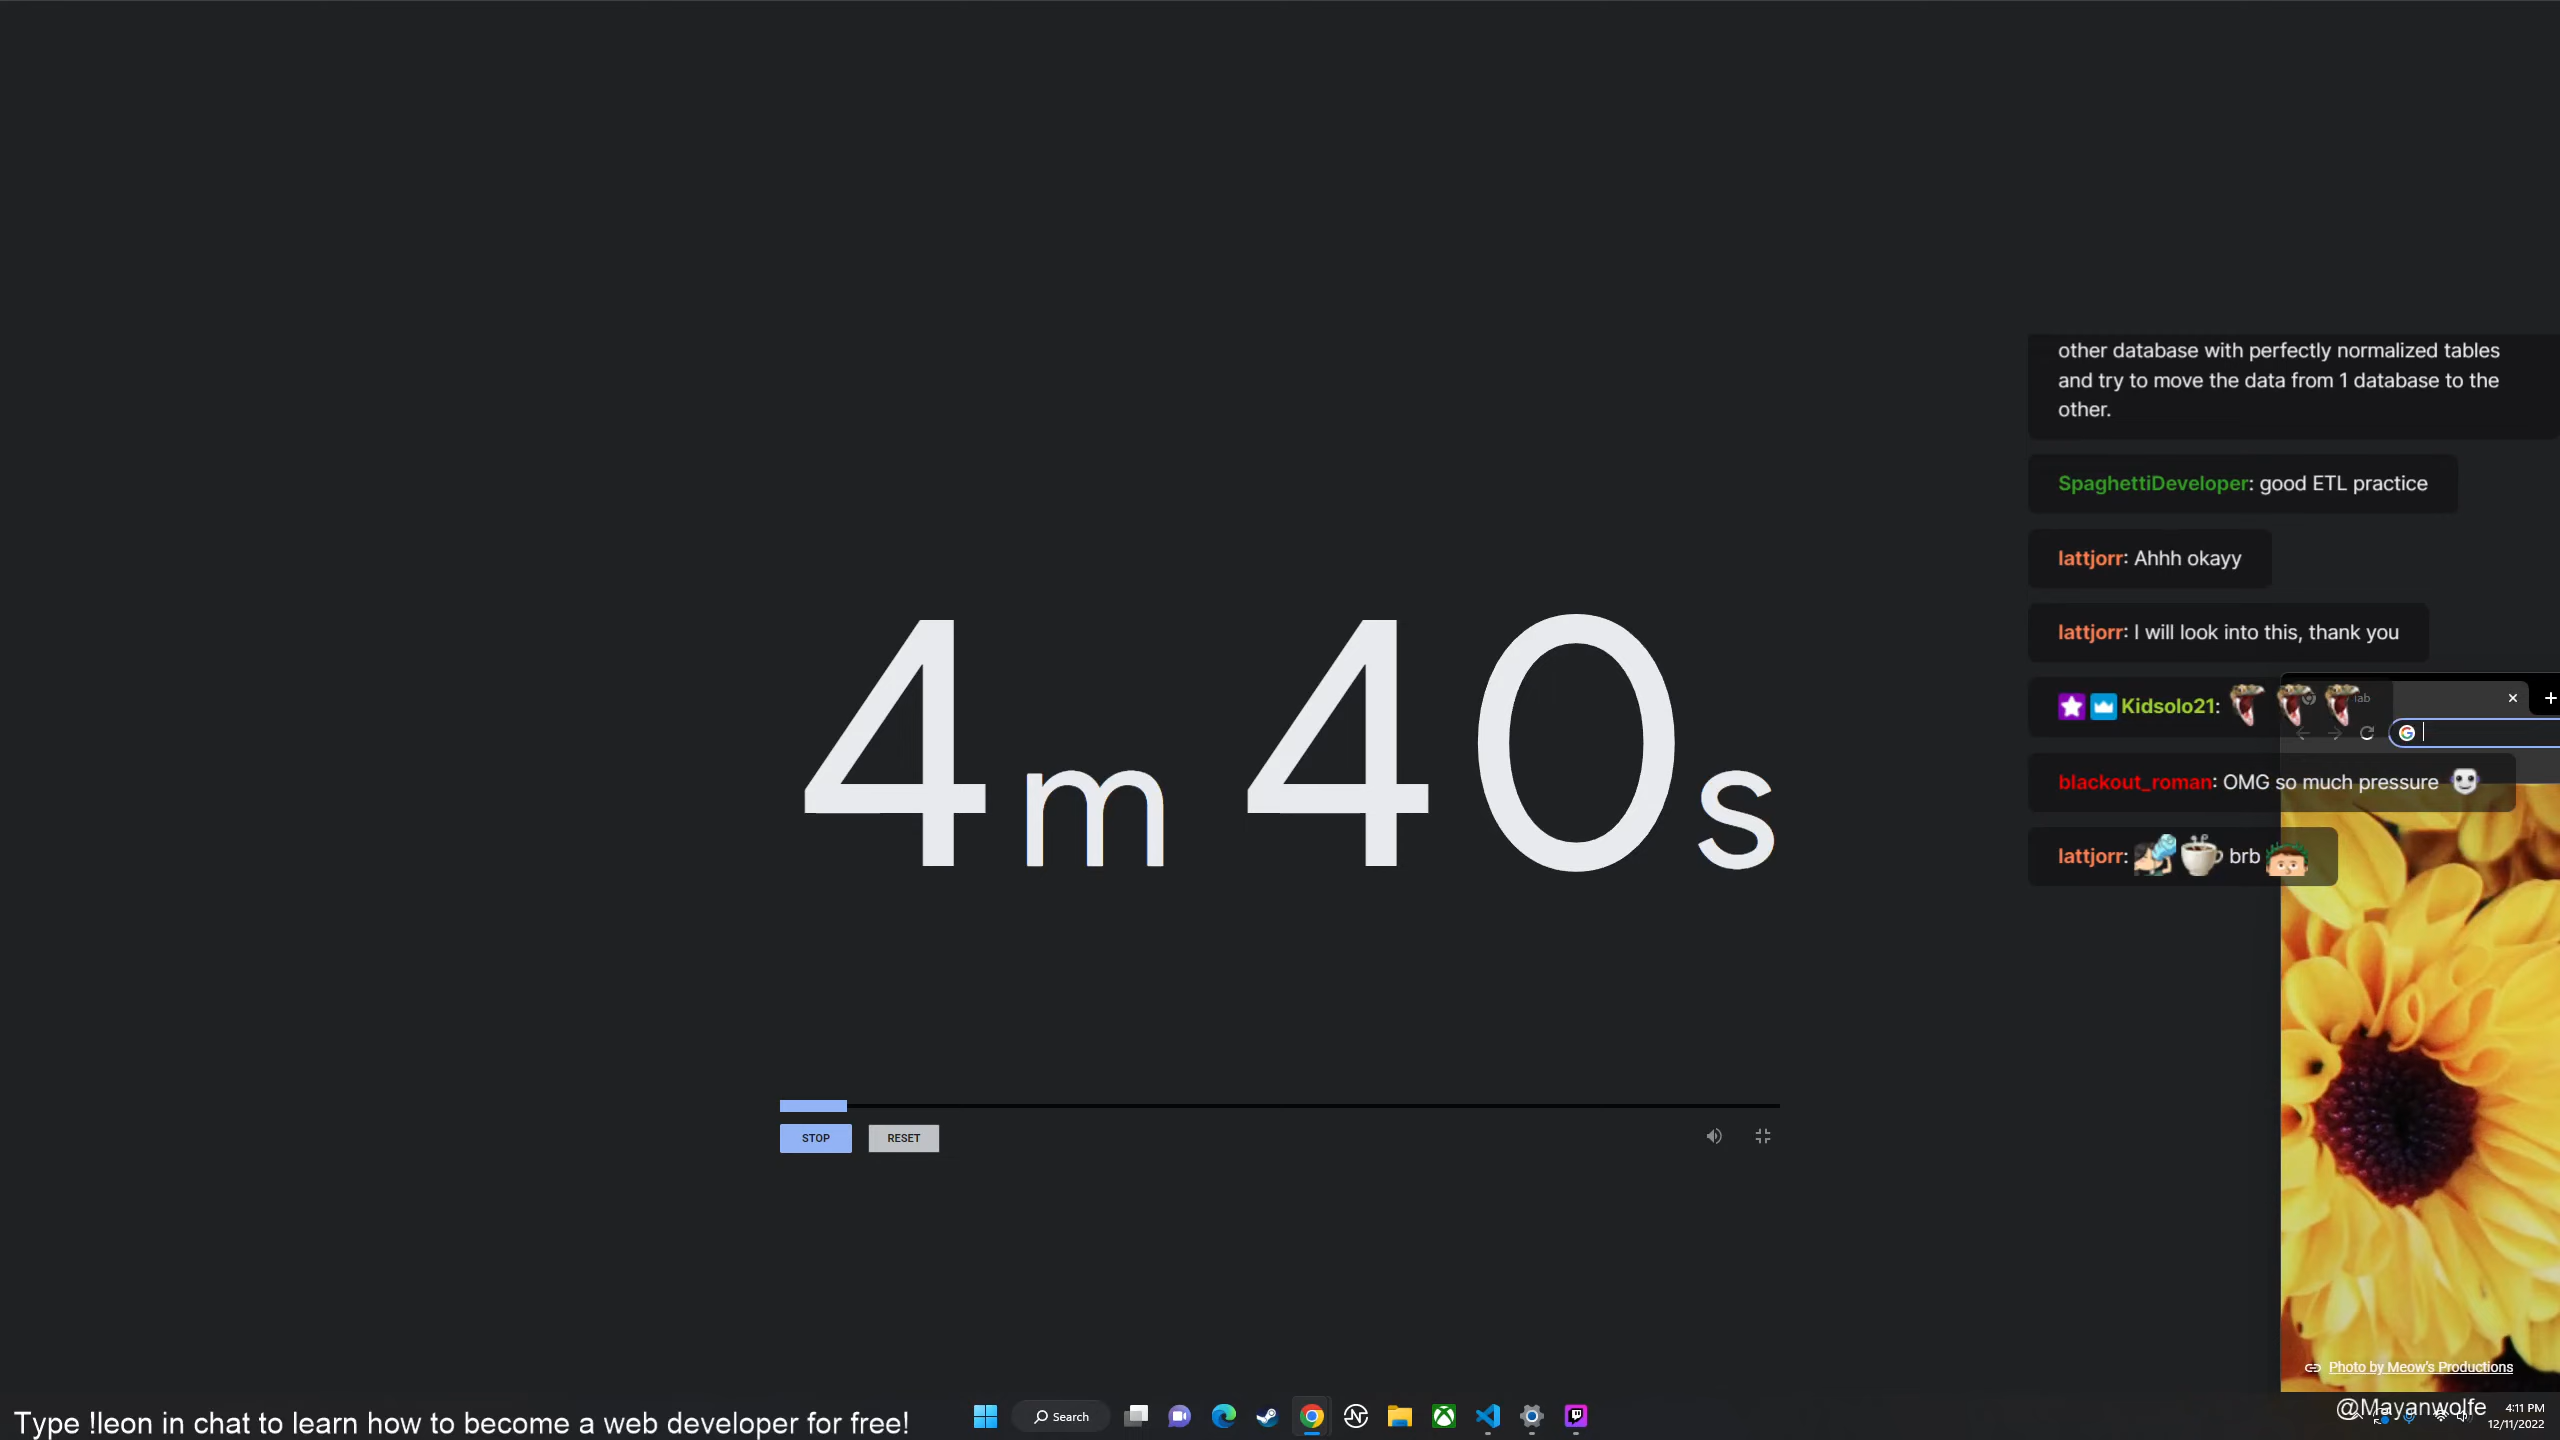 other database with perfectly normalized tables
and try to move the data from 1 database to the
other.
SpaghettiDeveloper: good ETL practice
lattjorr: Ahhh okayy
lattjorr: I will look into this, thank you
Kidsolo21:
blackout_roman: OMG so much pressure
lattjorr: brb
4m 40s
STOP
RESET
Photo by Meow's Productions
Type !leon in chat to learn how to become a web developer for free!
Search
@Mayanwolfe
4:11 PM
12/11/2022